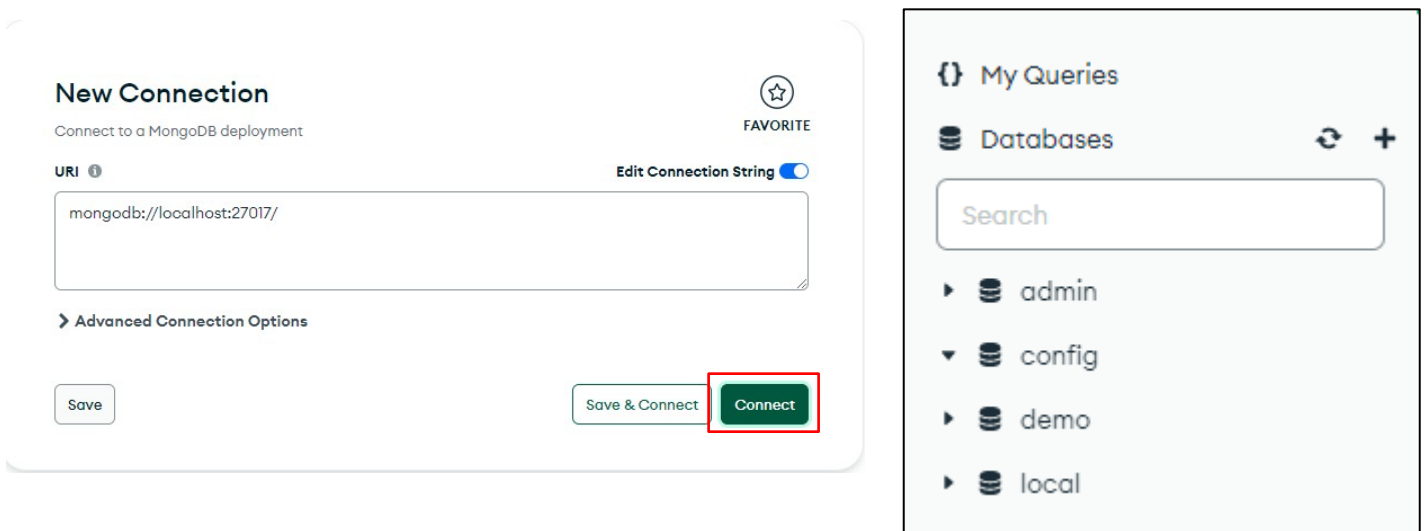 New Connection
FAVORITE
Connect to a MongoDB deployment
URI
Edit Connection String
mongodb://localhost:27017/
Advanced Connection Options
Save
Save & Connect
Connect
{} My Queries
Databases
Search
admin
config
demo
local